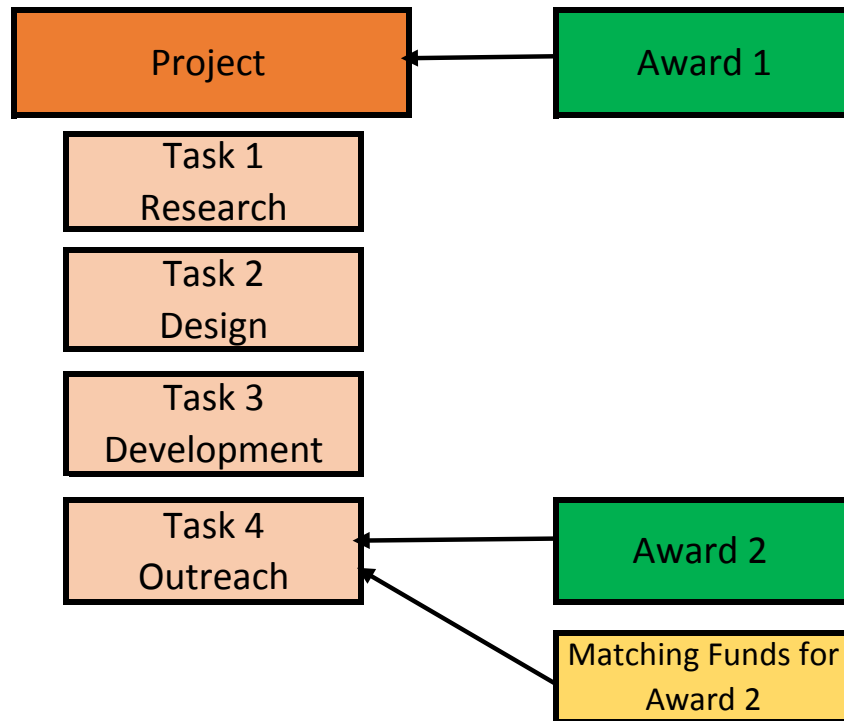 Project
Award 1
Task 1
Research
Task 2
Design
Task 3
Development
Task 4
Outreach
Award 2
Matching Funds for
Award 2